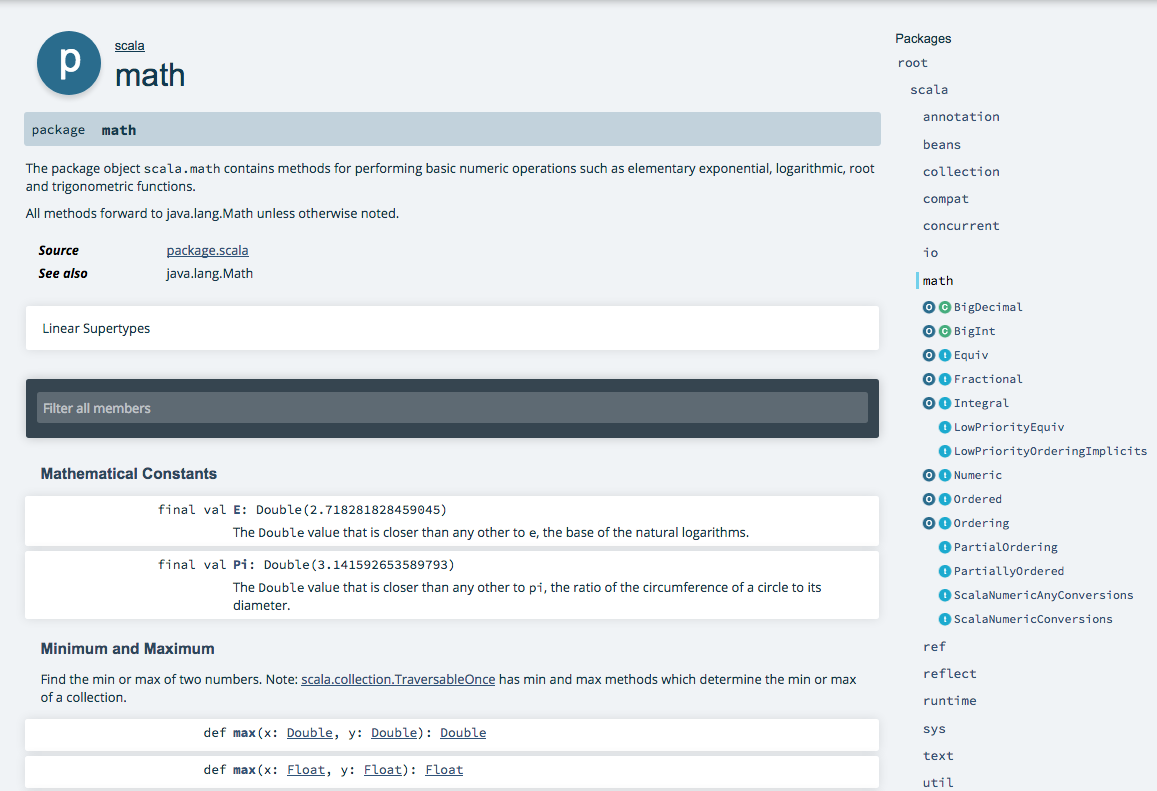 p
scala
math
package math
The package object scala.math contains methods for performing basic numeric operations such as elementary exponential, logarithmic, root
and trigonometric functions.
All methods forward to java.lang.Math unless otherwise noted.
Source package.scala
See also java.lang.Math
Linear Supertypes
Filter all members
Mathematical Constants
final val E: Double(2.718281828459045)
The Double value that is closer than any other to e, the base of the natural logarithms.
final val Pi: Double(3.141592653589793)
The Double value that is closer than any other to pi, the ratio of the circumference of a circle to its
diameter.
Minimum and Maximum
Find the min or max of two numbers. Note: scala.collection.TraversableOnce has min and max methods which determine the min or max
of a collection.
def max(x: Double, y: Double): Double
def max(x: Float, y: Float): Float
Packages
root
scala
annotation
beans
collection
compat
concurrent
io
math
O C BigDecimal
O C BigInt
O t Equiv
O t Fractional
O t Integral
t LowPriorityEquiv
t LowPriorityOrderingImplicits
O t Numeric
O t Ordered
O t Ordering
t PartialOrdering
t PartiallyOrdered
t ScalaNumericAnyConversions
t ScalaNumericConversions
ref
reflect
runtime
sys
text
util